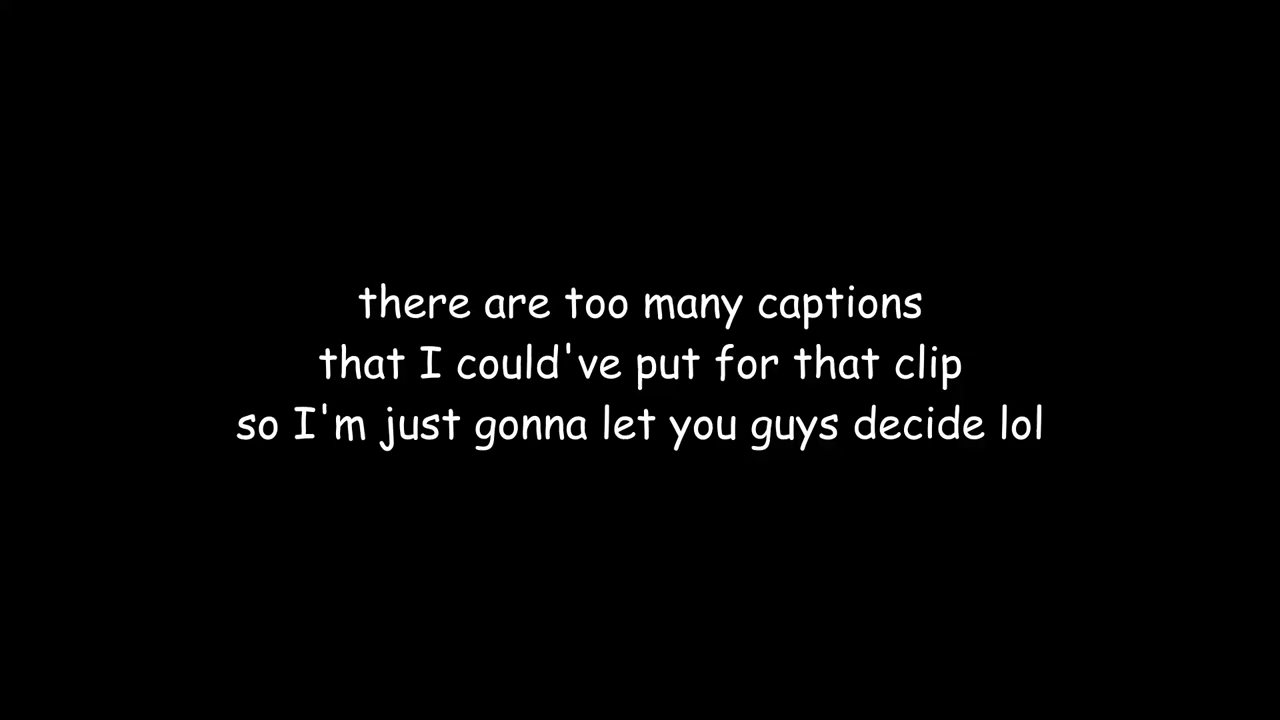 there are too many captions
that I could've put for that clip
so I'm just gonna let you guys decide lol